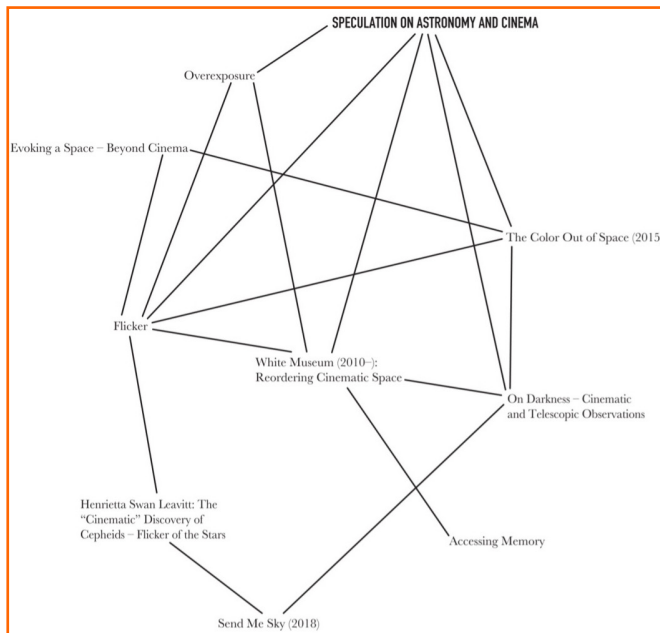 SPECULATION ON ASTRONOMY AND CINEMA
Overexposure
Evoking a Space – Beyond Cinema
The Color Out of Space (2015
Flicker
White Museum (2010–):
Reordering Cinematic Space
On Darkness – Cinematic
and Telescopic Observations
Henrietta Swan Leavitt: The
“Cinematic” Discovery of
Cepheids – Flicker of the Stars
Accessing Memory
Send Me Sky (2018)